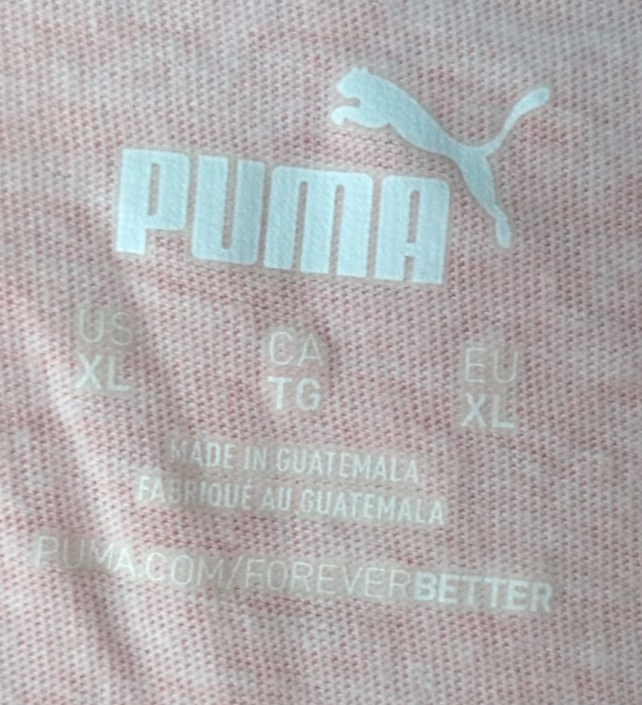 PUMA
US CA EU
XL TG XL
MADE IN GUATEMALA
FABRIQUÉ AU GUATEMALA
PUMA.COM/FOREVERBETTER